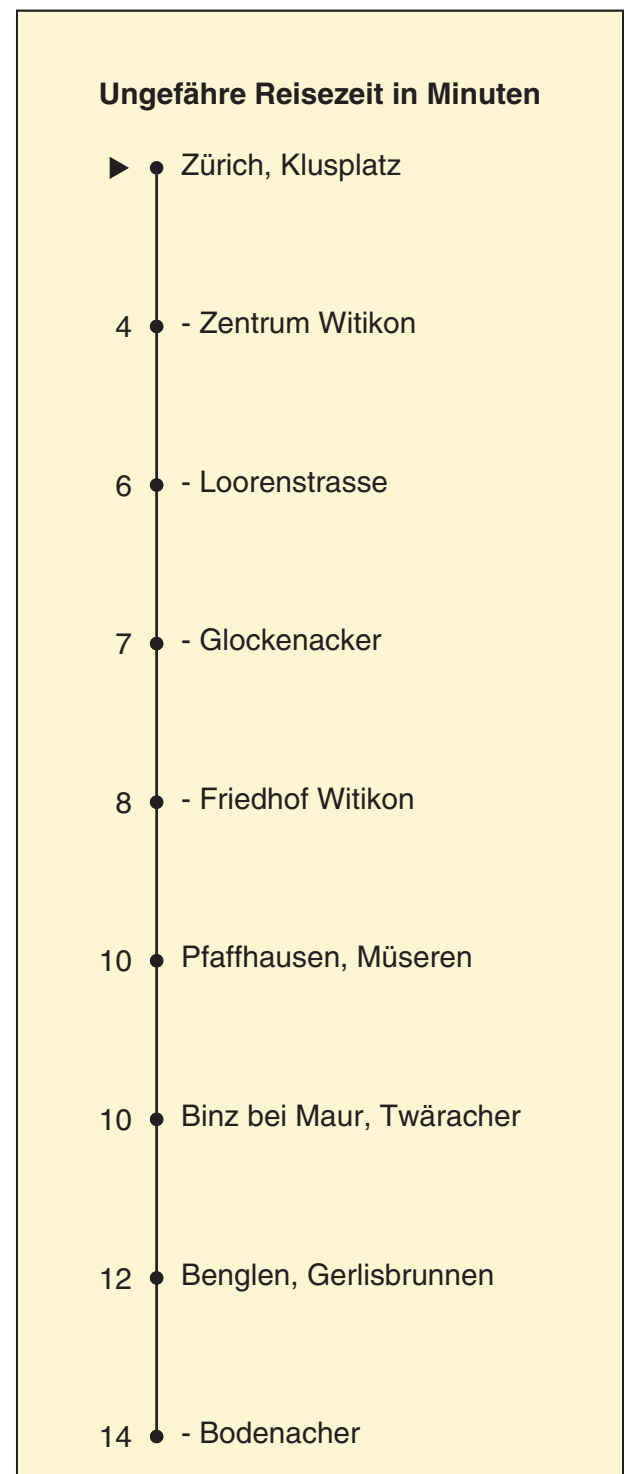 Ungefähre Reisezeit in Minuten
Zürich, Klusplatz
4 - Zentrum Witikon
6 - Loorenstrasse
7 - Glockenacker
8 - Friedhof Witikon
10 Pfaffhausen, Müseren
10 Binz bei Maur, Twäracher
12 Benglen, Gerlisbrunnen
14 - Bodenacher